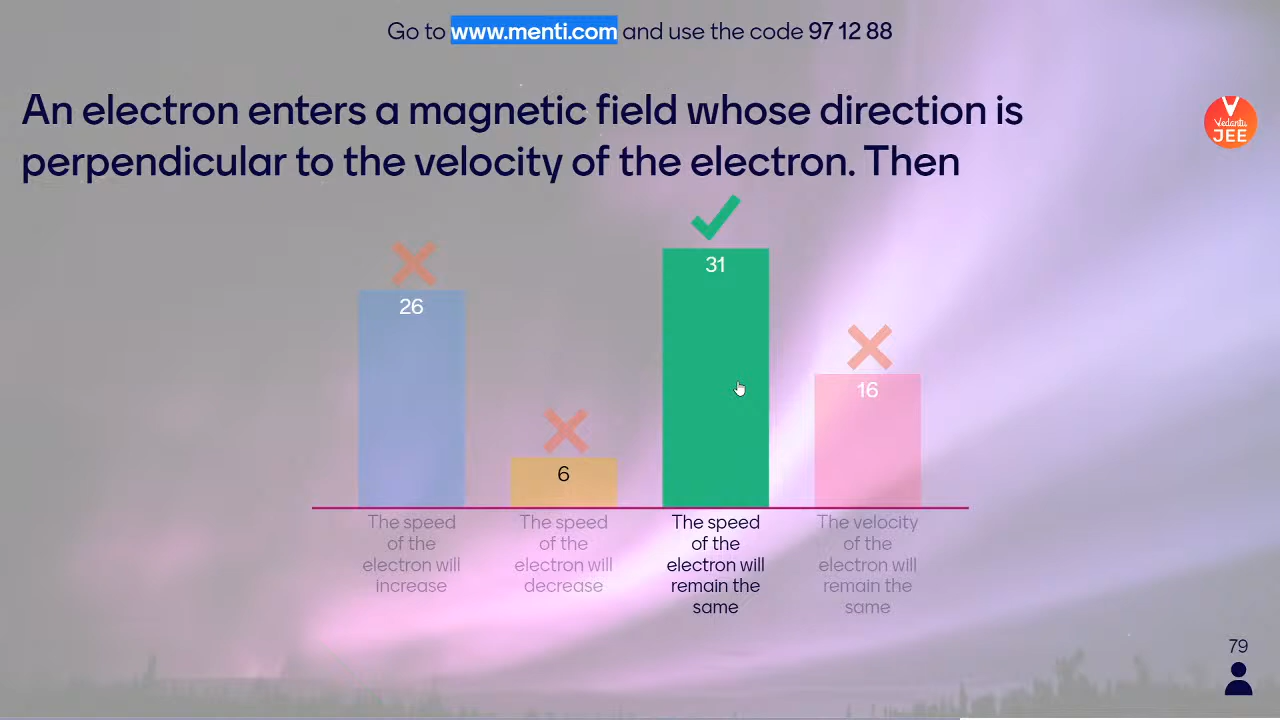 Go to www.menti.com and use the code 97 12 88
An electron enters a magnetic field whose direction is
perpendicular to the velocity of the electron. Then
Vedantu
JEE
26
6
31
16
The speed
of the
electron will
increase
The speed
of the
electron will
decrease
The speed
of the
electron will
remain the
same
The velocity
of the
electron will
remain the
same
79